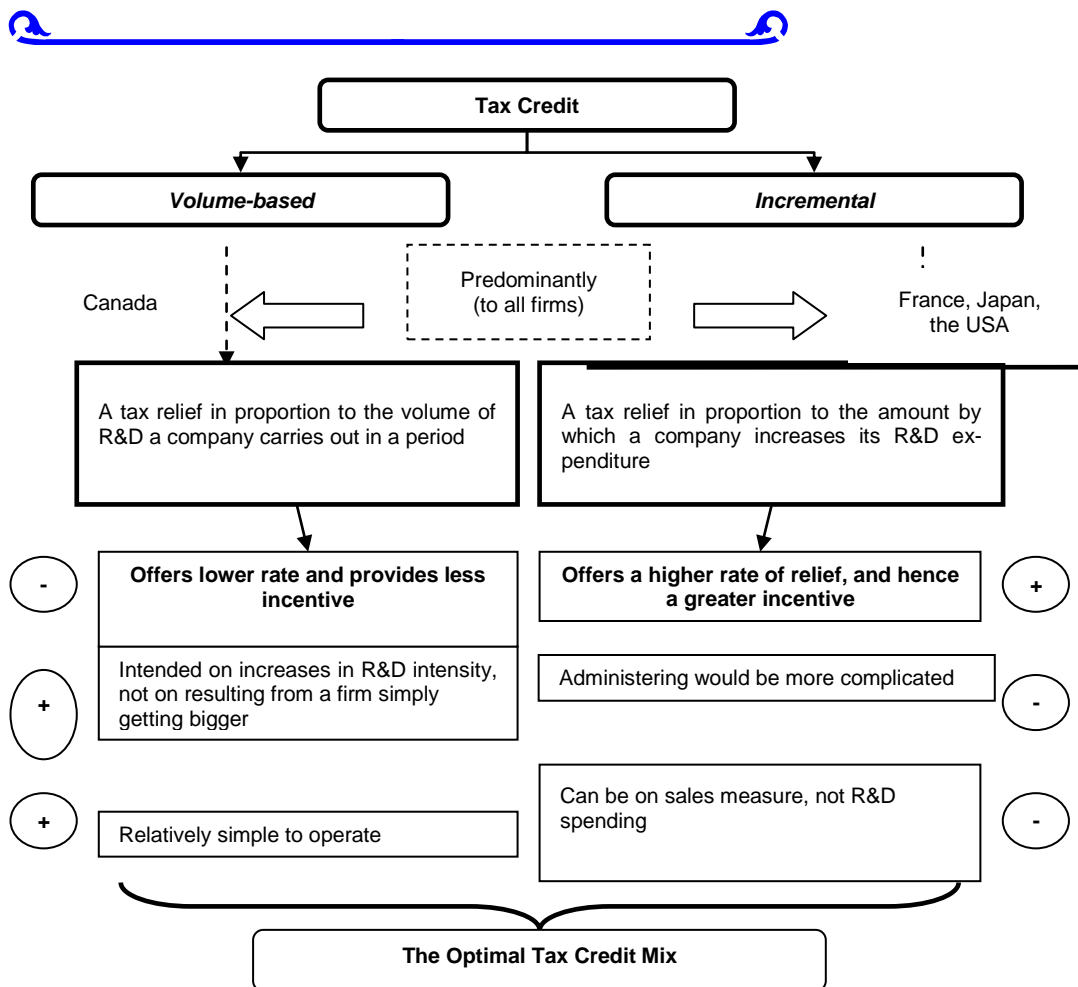 Tax Credit
Volume-based
Incremental
Predominantly
(to all firms)
Canada
France, Japan,
the USA
A tax relief in proportion to the volume of
R&D a company carries out in a period
A tax relief in proportion to the amount by
which a company increases its R&D ex-
penditure
-
Offers lower rate and provides less
incentive
Offers a higher rate of relief, and hence
a greater incentive
+
+
Intended on increases in R&D intensity,
not on resulting from a firm simply
getting bigger
Administering would be more complicated
-
+
Relatively simple to operate
Can be on sales measure, not R&D
spending
-
The Optimal Tax Credit Mix